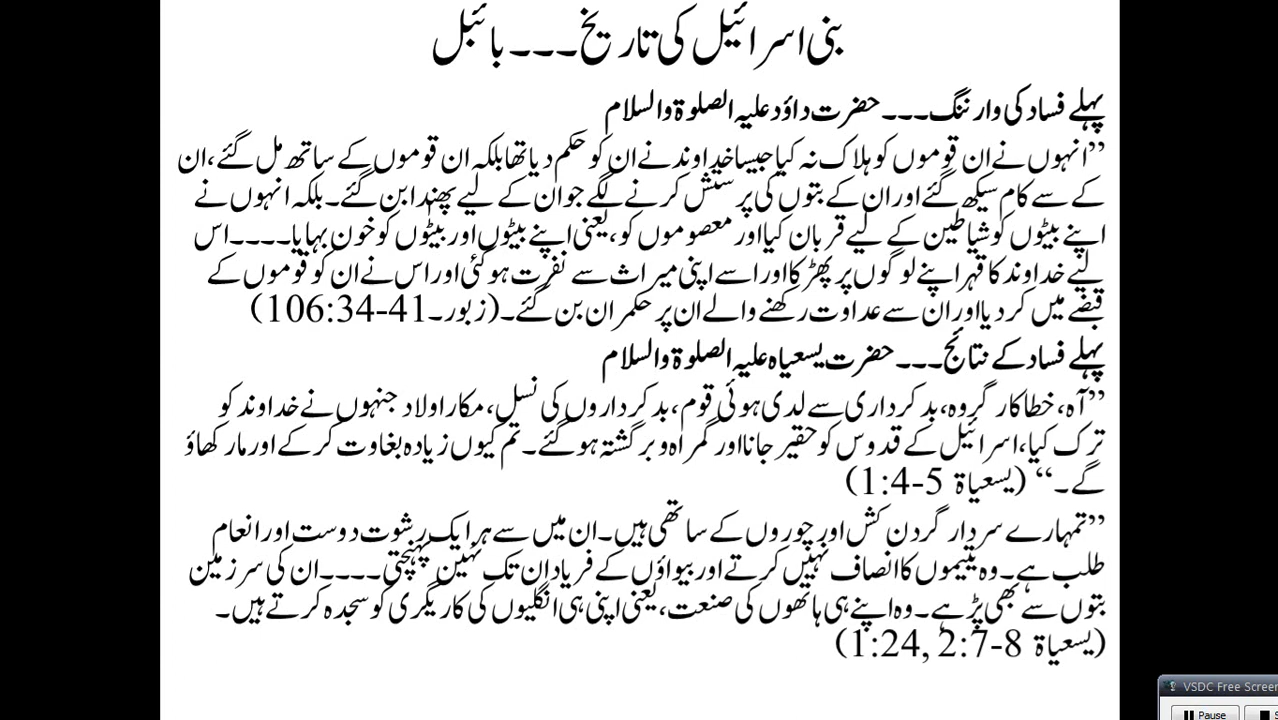 بنی اسرائیل کی تاریخ۔۔۔ بائبل
پہلے فساد کی وارننگ۔۔۔ حضرت داؤد علیہ الصلوۃ والسلام
”انہوں نے ان قوموں کو ہلاک نہ کیا جیسا خداوند نے ان کو حکم دیا تھا بلکہ ان قوموں کے ساتھ مل گئے، ان
کے سے کام سیکھ گئے اور ان کے بتوں کی پرستش کرنے لگے جو ان کے لیے پھندا بن گئے۔ بلکہ انہوں نے
اپنے بیٹوں کو شیاطین کے لیے قربان کیا اور معصوموں کو، یعنی اپنے بیٹوں اور بیٹوں کو خون بہایا۔۔۔۔ اس
لیے خداوند کا قہر اپنے لوگوں پر بھڑکا اور اسے اپنی میراث سے نفرت ہو گئی اور اس نے ان کو قوموں کے
قبضے میں کر دیا اور ان سے عداوت رکھنے والے ان پر حکمران بن گئے۔ (زبور۔ 106:34-41)
پہلے فساد کے نتائج۔۔۔ حضرت یسعیاہ علیہ الصلوۃ والسلام
”آہ، خطاکار گروہ، بدکرداری سے لدی ہوئی قوم، بدکرداروں کی نسل، مکار اولاد جنہوں نے خداوند کو
ترک کیا، اسرائیل کے قدوس کو حقیر جانا اور گمراہ و برگشتہ ہو گئے۔ تم کیوں زیادہ بغاوت کر کے اور مار کھاؤ
گے۔“ (یسعیاۃ 1:4-5)
”تمہارے سردار گردن کش اور چوروں کے ساتھی ہیں۔ ان میں سے ہر ایک رشوت دوست اور انعام
طلب ہے۔ وہ یتیموں کا انصاف نہیں کرتے اور بیواؤں کے فریاد ان تک نہیں پہنچتی۔۔۔۔ ان کی سرزمین
بتوں سے بھی پڑ ہے۔ وہ اپنے ہی ہاتھوں کی صنعت، یعنی اپنی ہی انگلیوں کی کاریگری کو سجدہ کرتے ہیں۔
(یسعیاۃ 1:24, 2:7-8)
VSDC Free Screen
Pause